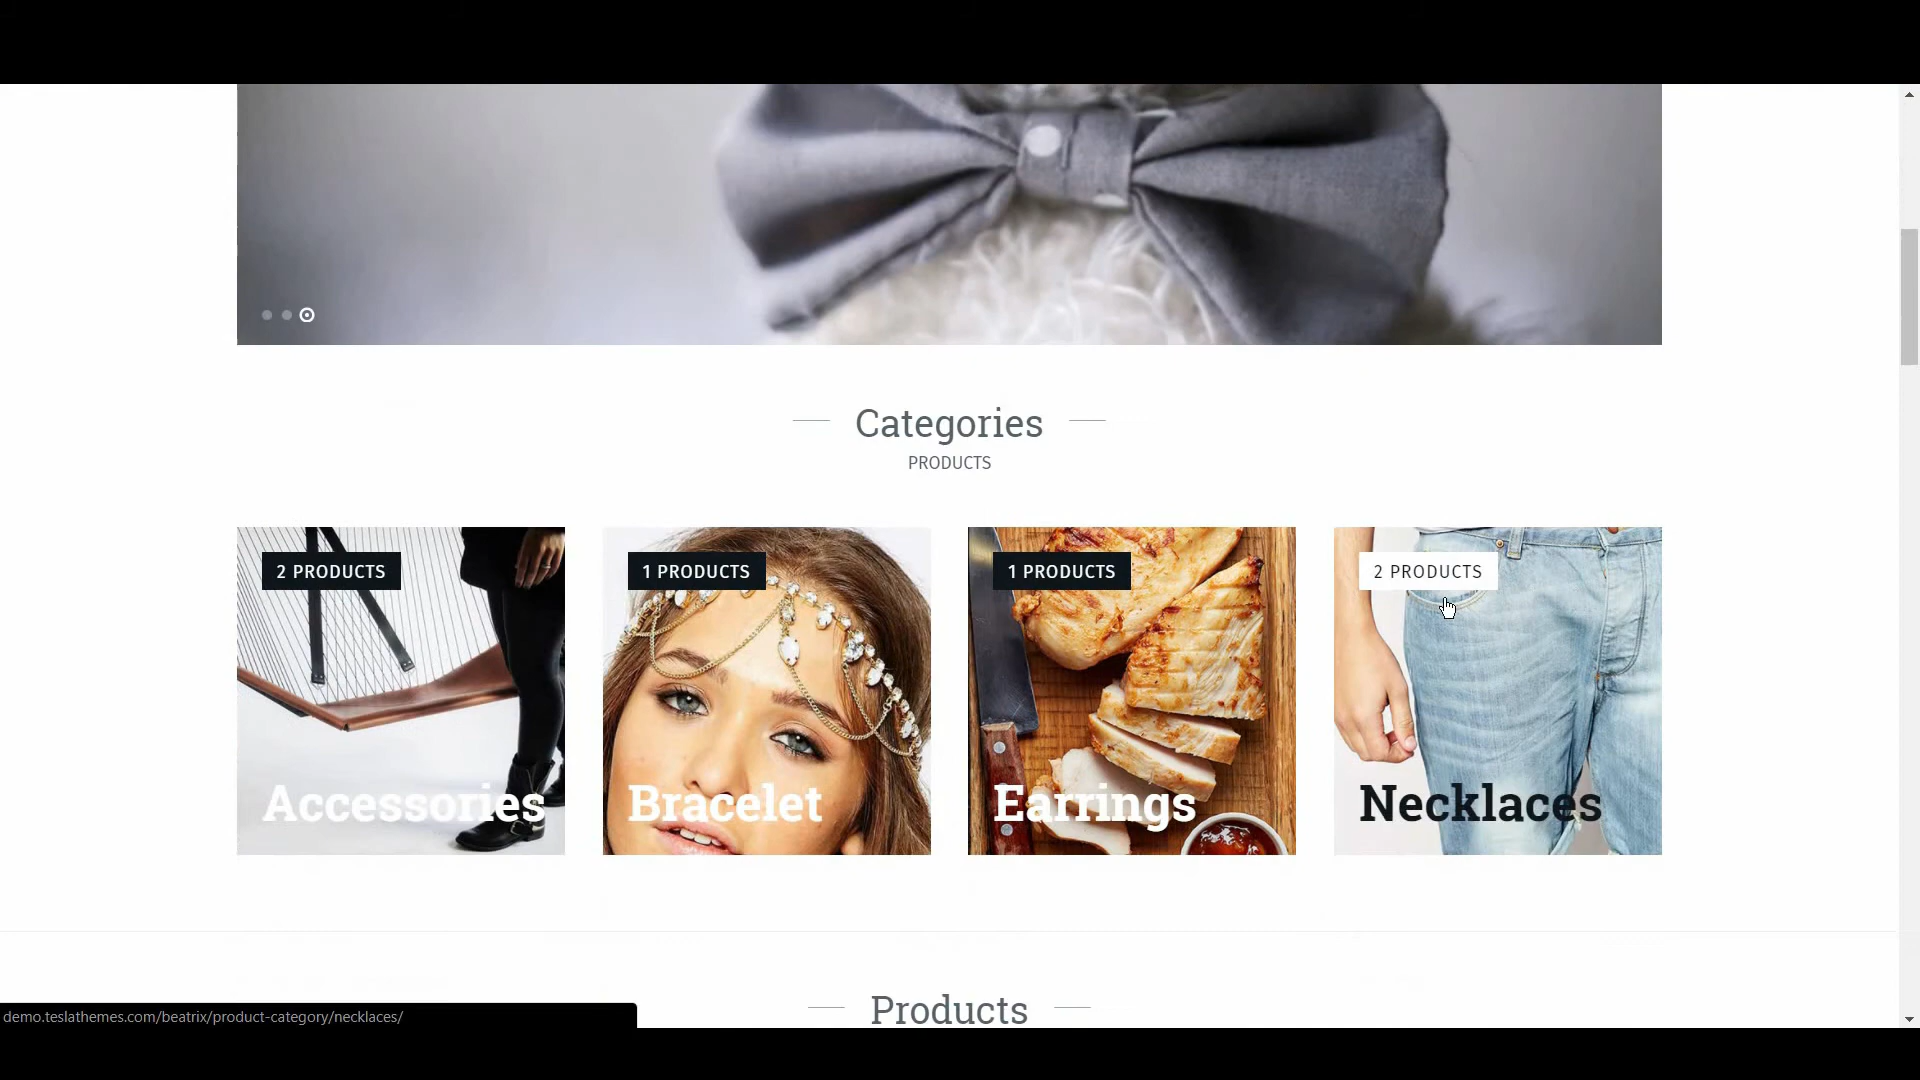 Categories
PRODUCTS
2 PRODUCTS
Accessories
1 PRODUCTS
Bracelet
1 PRODUCTS
Earrings
2 PRODUCTS
Necklaces
Products
demo.teslathemes.com/beatrix/product-category/necklaces/